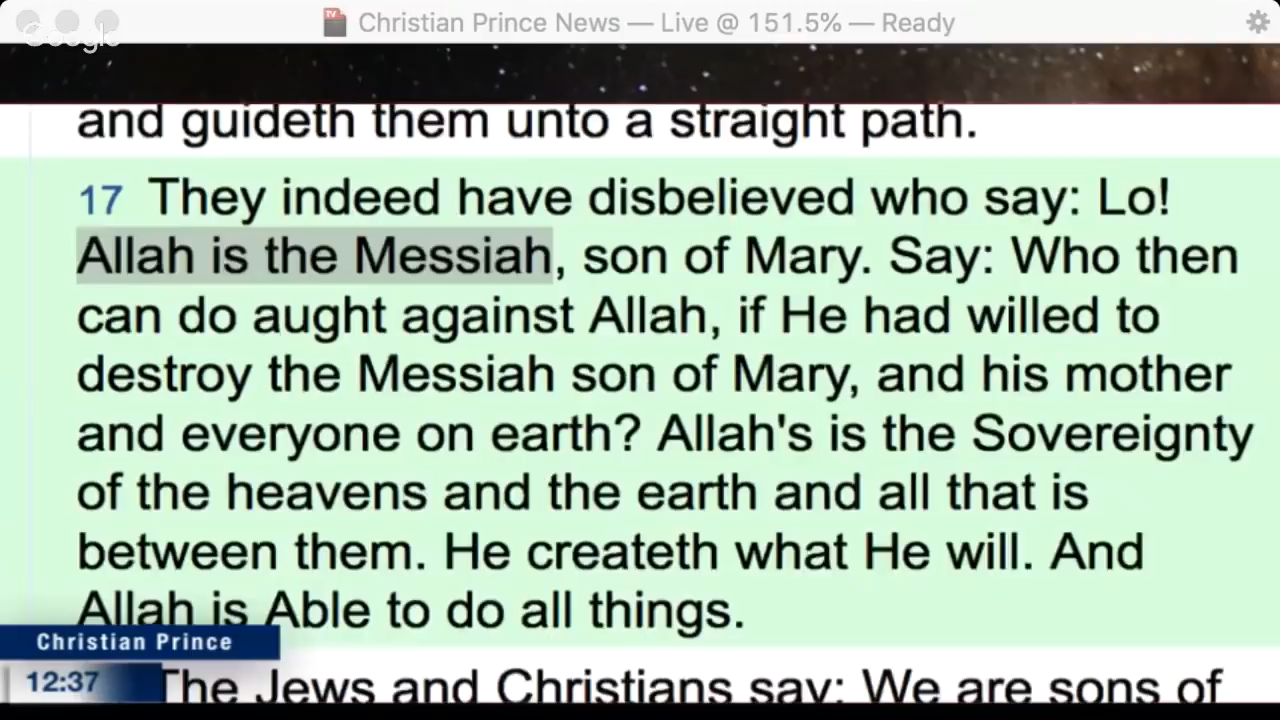 Christian Prince News — Live @ 151.5% — Ready
Google
and guideth them unto a straight path.
17 They indeed have disbelieved who say: Lo!
Allah is the Messiah, son of Mary. Say: Who then
can do aught against Allah, if He had willed to
destroy the Messiah son of Mary, and his mother
and everyone on earth? Allah's is the Sovereignty
of the heavens and the earth and all that is
between them. He createth what He will. And
Allah is Able to do all things.
Christian Prince
12:37
The Jews and Christians say: We are sons of